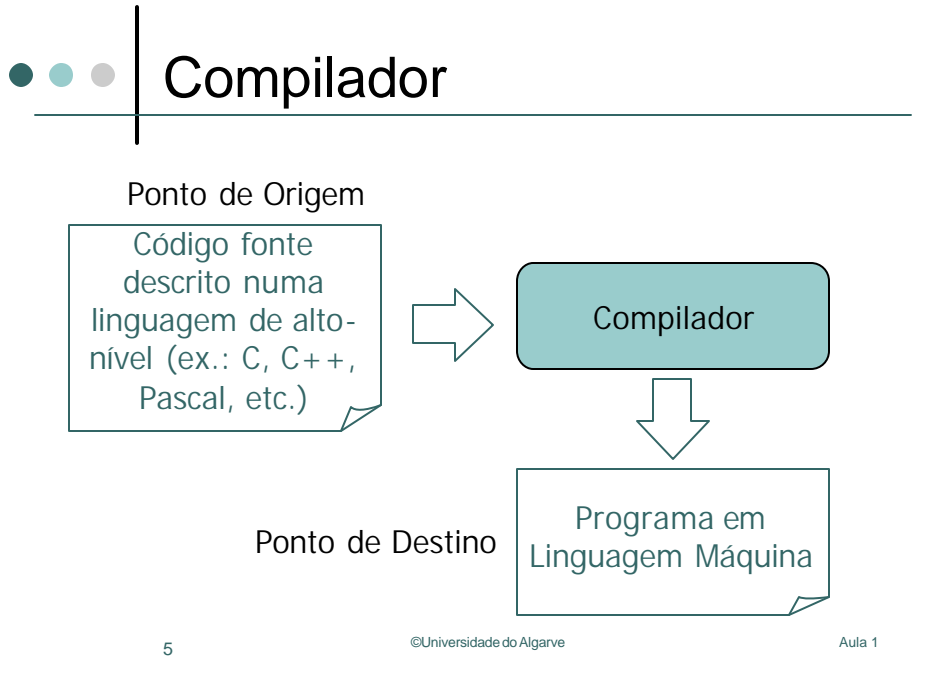 Compilador
Ponto de Origem
Código fonte
descrito numa
linguagem de alto-
nível (ex.: C, C++,
Pascal, etc.)
Compilador
Ponto de Destino
Programa em
Linguagem Máquina
5
©Universidade do Algarve
Aula 1